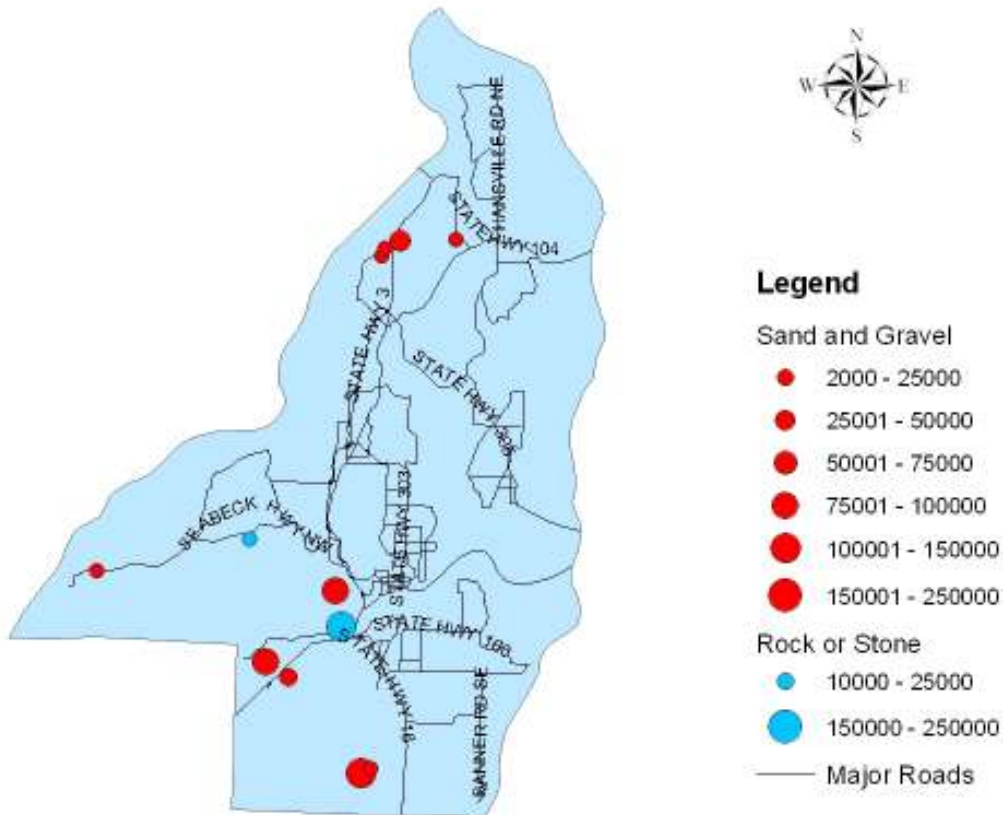 N
W E
S
HANSVILLE RD NE
STATE HWY 104
STATE HWY 3
STATE HWY 305
SEABECK HWY NW
STATE HWY 303
STATE HWY 166
STATE HWY 16
BANNER RD SE
Legend
Sand and Gravel
2000 - 25000
25001 - 50000
50001 - 75000
75001 - 100000
100001 - 150000
150001 - 250000
Rock or Stone
10000 - 25000
150000 - 250000
Major Roads